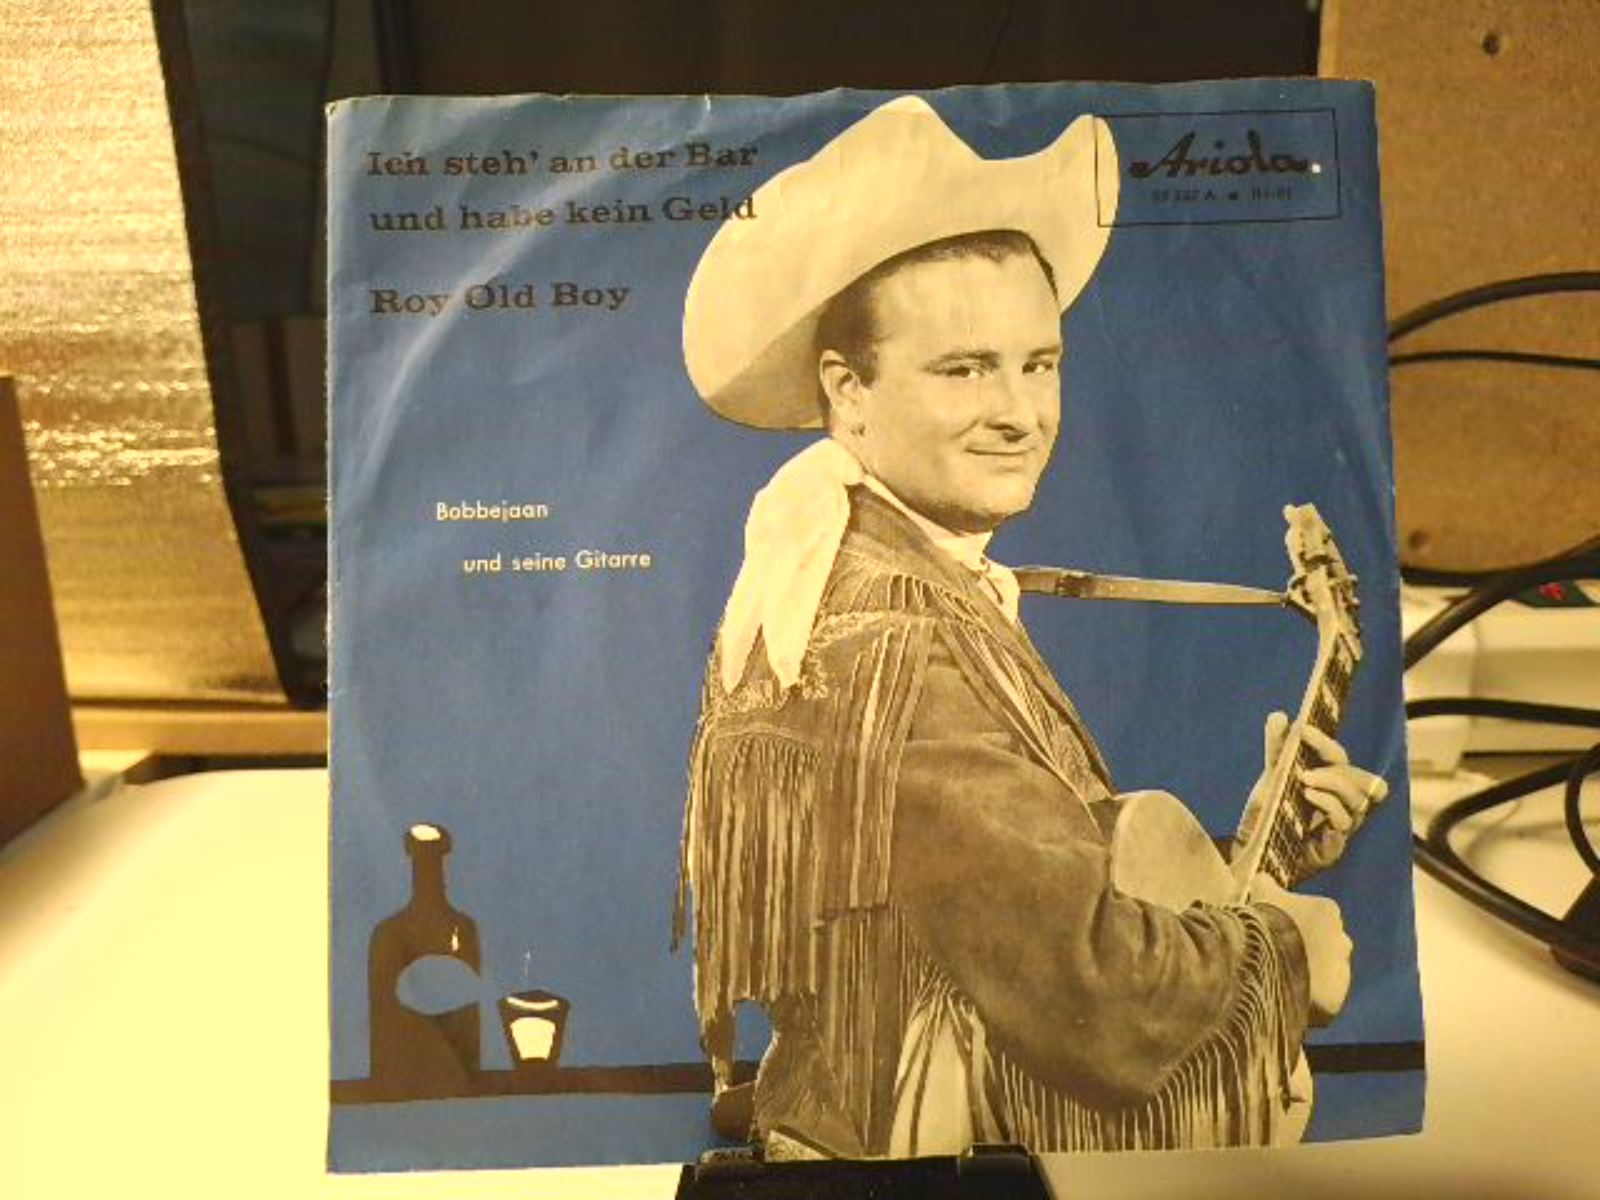 Ich steh' an der Bar
und habe kein Geld
Roy Old Boy
Ariola
Bobbejaan
und seine Gitarre